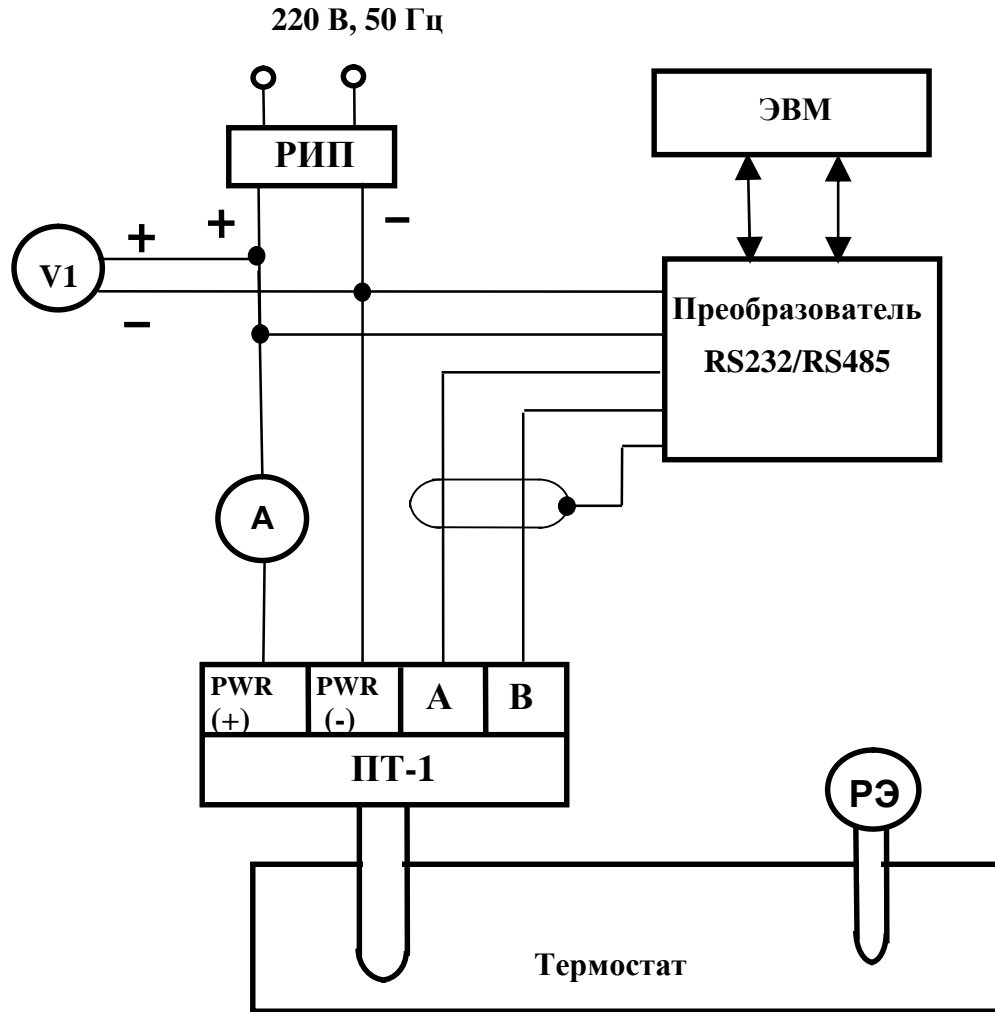 220 В, 50 Гц
ЭВМ
РИП
+
–
+
V1
–
Преобразователь
RS232/RS485
А
PWR
(+)
PWR
(-)
А
В
ПТ-1
РЭ
Термостат